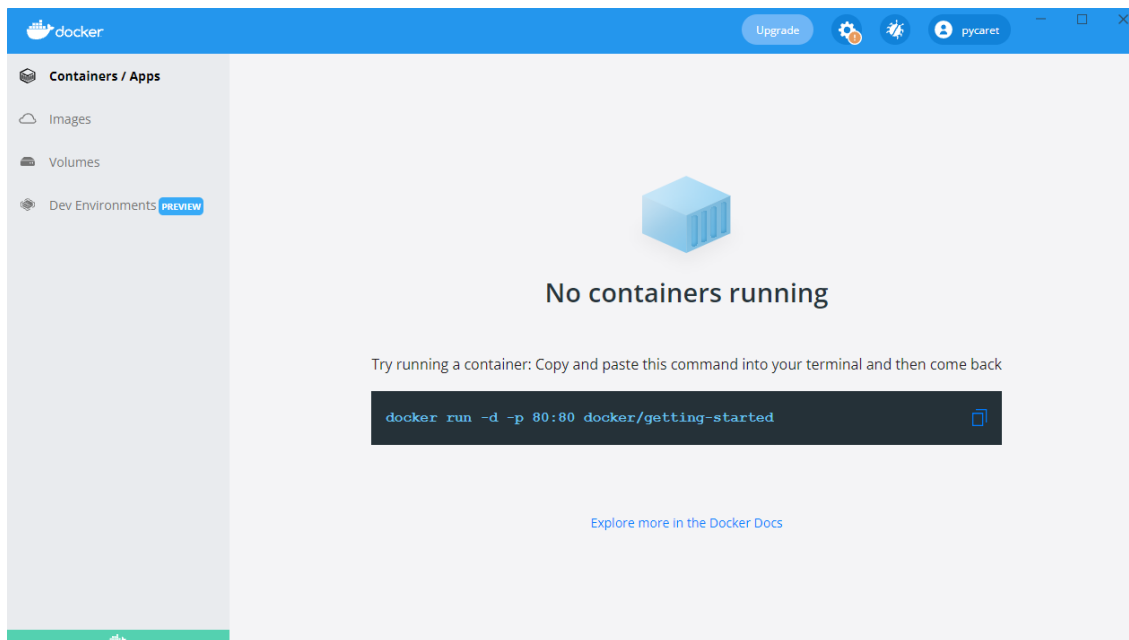 docker
Upgrade
pycaret
Containers / Apps
Images
Volumes
Dev Environments PREVIEW
No containers running
Try running a container: Copy and paste this command into your terminal and then come back
docker run -d -p 80:80 docker/getting-started
Explore more in the Docker Docs